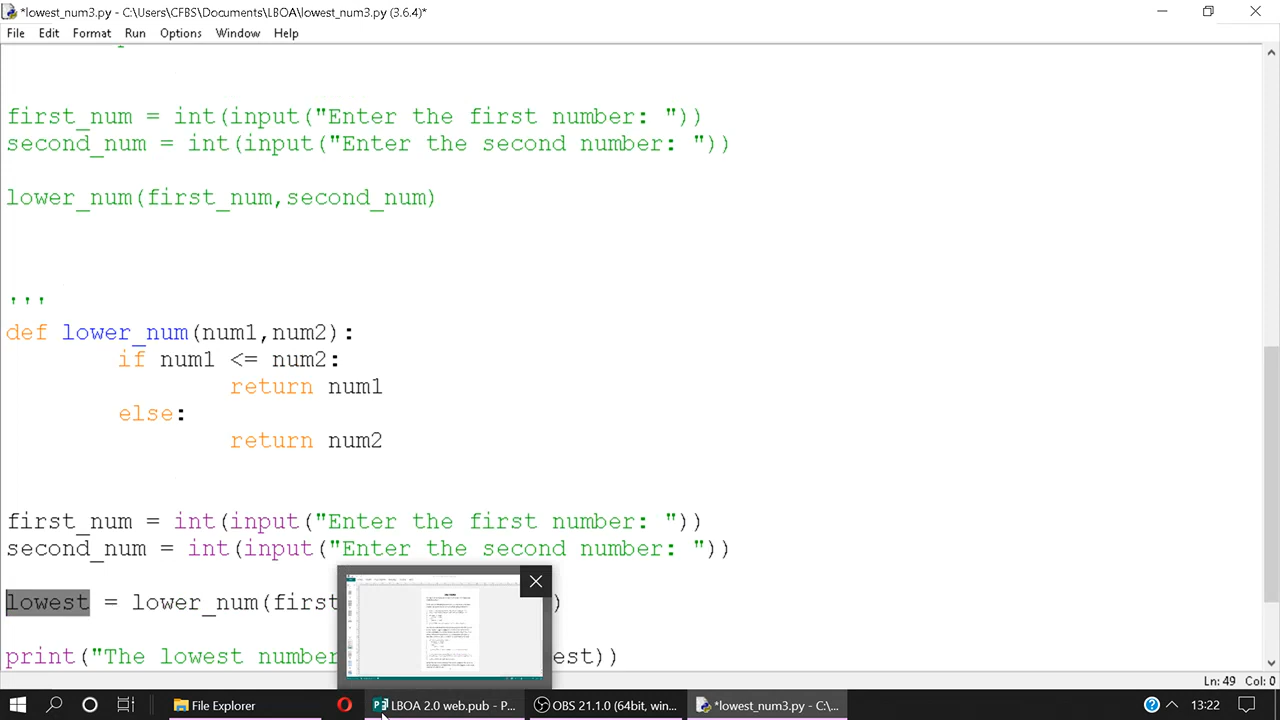 *lowest_num3.py - C:\Users\CFBS\Documents\LBOA\lowest_num3.py (3.6.4)*
File Edit Format Run Options Window Help
first_num = int(input("Enter the first number: "))
second_num = int(input("Enter the second number: "))
lower_num(first_num,second_num)
'''
def lower_num(num1,num2):
if num1 <= num2:
return num1
else:
return num2
first_num = int(input("Enter the first number: "))
second_num = int(input("Enter the second number: "))
lowest = lower_num(first )
print("The lowest number est)
Ln: 49 Col: 0
File Explorer LBOA 2.0 web.pub - P... OBS 21.1.0 (64bit, win... *lowest_num3.py - C:\... 13:22